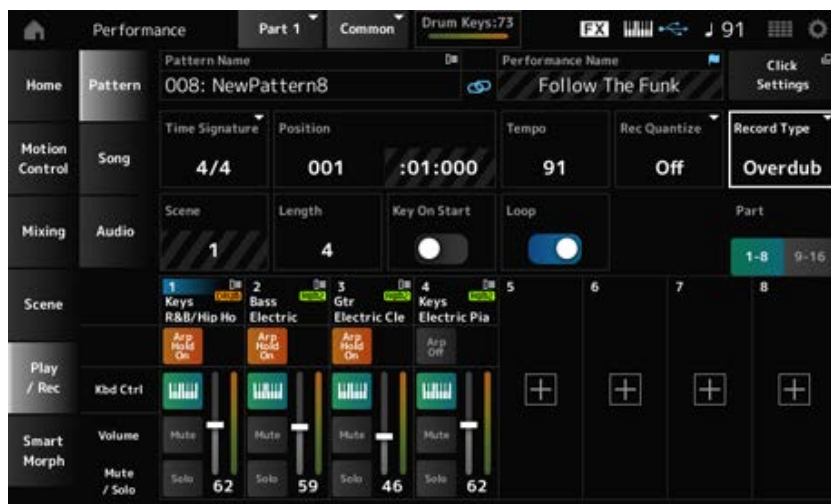 Performance
Part 1
Common
Drum Keys:73
FX
♩ 91
Home
Pattern
Pattern Name
008: NewPattern8
Performance Name
Follow The Funk
Click
Settings
Motion
Control
Song
Time Signature
4/4
Position
001 :01:000
Tempo
91
Rec Quantize
Off
Record Type
Overdub
Mixing
Audio
Scene
1
Length
4
Key On Start
Loop
Part
1-8 9-16
Scene
1
Keys
R&B/Hip Ho
2
Bass
Electric
3
Gtr
Electric Cle
4
Keys
Electric Pia
5
6
7
8
Arp
Hold
On
Arp
Hold
On
Arp
Hold
On
Arp
Off
Play
/ Rec
Kbd Ctrl
Smart
Morph
Volume
Mute
/ Solo
Mute
Mute
Mute
Mute
Solo
62
Solo
59
Solo
46
Solo
62